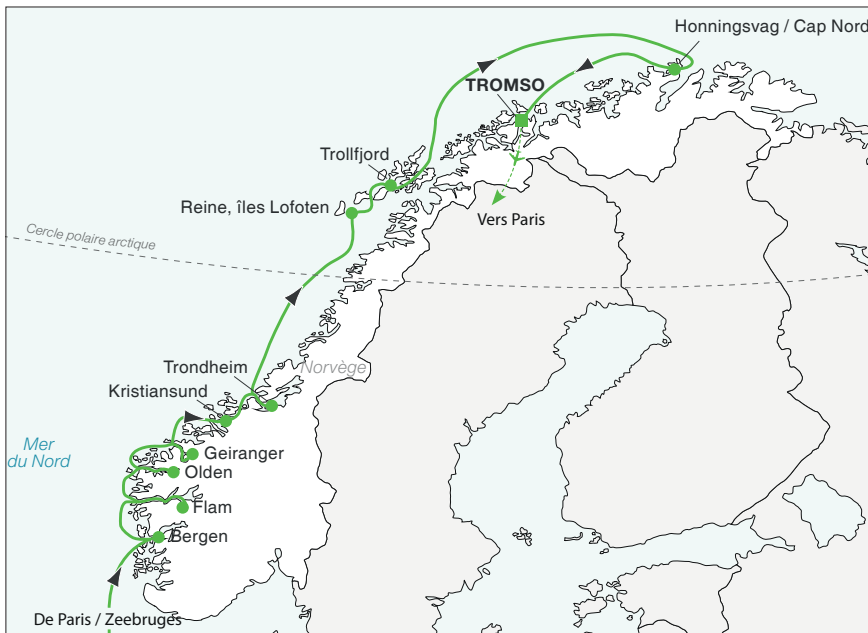 Honningsvag / Cap Nord
TROMSO
Trollfjord
Reine, îles Lofoten
Vers Paris
Cercle polaire arctique
Trondheim
Norvège
Kristiansund
Mer
du Nord
Geiranger
Olden
Flam
Bergen
De Paris / Zeebruges